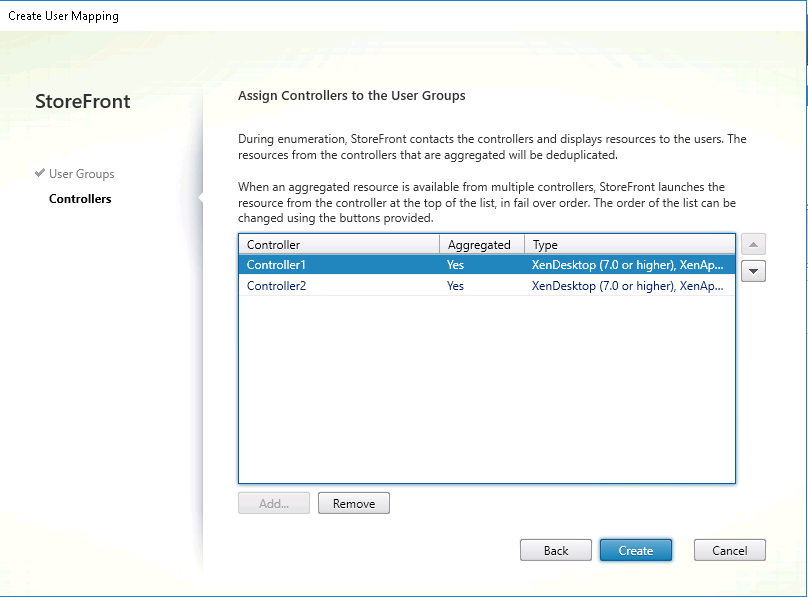 Create User Mapping
StoreFront
User Groups
Controllers
Assign Controllers to the User Groups
During enumeration, StoreFront contacts the controllers and displays resources to the users. The
resources from the controllers that are aggregated will be deduplicated.
When an aggregated resource is available from multiple controllers, StoreFront launches the
resource from the controller at the top of the list, in fail over order. The order of the list can be
changed using the buttons provided.
Controller Aggregated Type
Controller1 Yes XenDesktop (7.0 or higher), XenAp...
Controller2 Yes XenDesktop (7.0 or higher), XenAp...
Add... Remove
Back Create Cancel